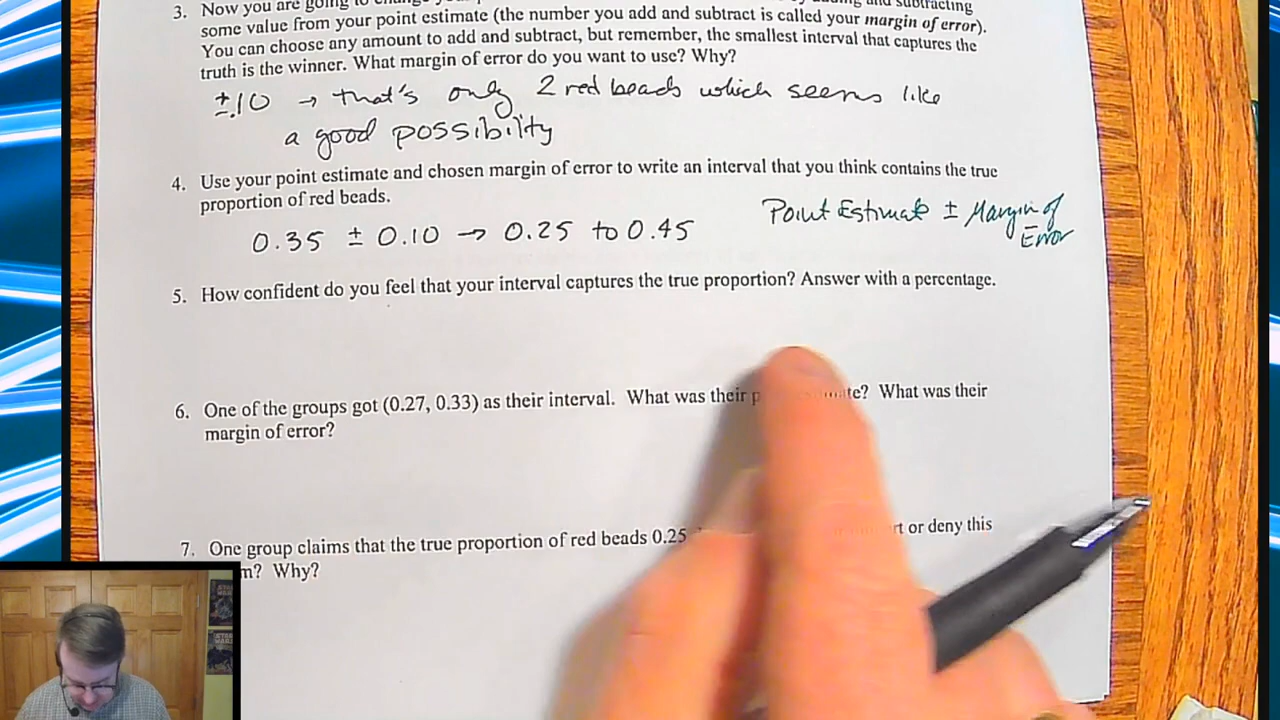 3. Now you are going to
adding and subtracting
some value from your point estimate (the number you add and subtract is called your margin of error).
You can choose any amount to add and subtract, but remember, the smallest interval that captures the
truth is the winner. What margin of error do you want to use? Why?
± .10 → that's only 2 red beads which seems like
a good possibility
4. Use your point estimate and chosen margin of error to write an interval that you think contains the true
proportion of red beads.
Point Estimate ± Margin of
Error
0.35 ± 0.10 → 0.25 to 0.45
5. How confident do you feel that your interval captures the true proportion? Answer with a percentage.
6. One of the groups got (0.27, 0.33) as their interval. What was their What was their
margin of error?
7. One group claims that the true proportion of red beads 0.25 or deny this
Why?
STAR
WARS